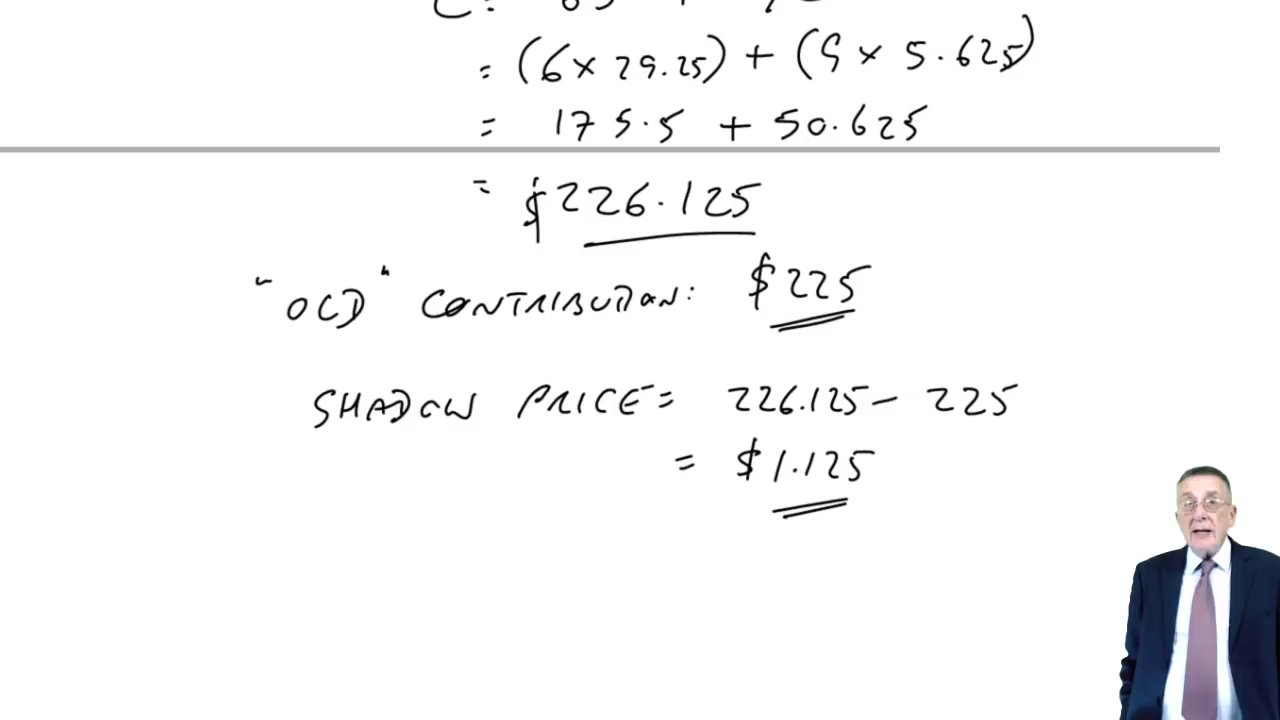 = (6 x 29.25) + (9 x 5.625)
= 175.5 + 50.625
= $226.125
"OLD" CONTRIBUTION: $225
SHADOW PRICE = 226.125 - 225
= $1.125